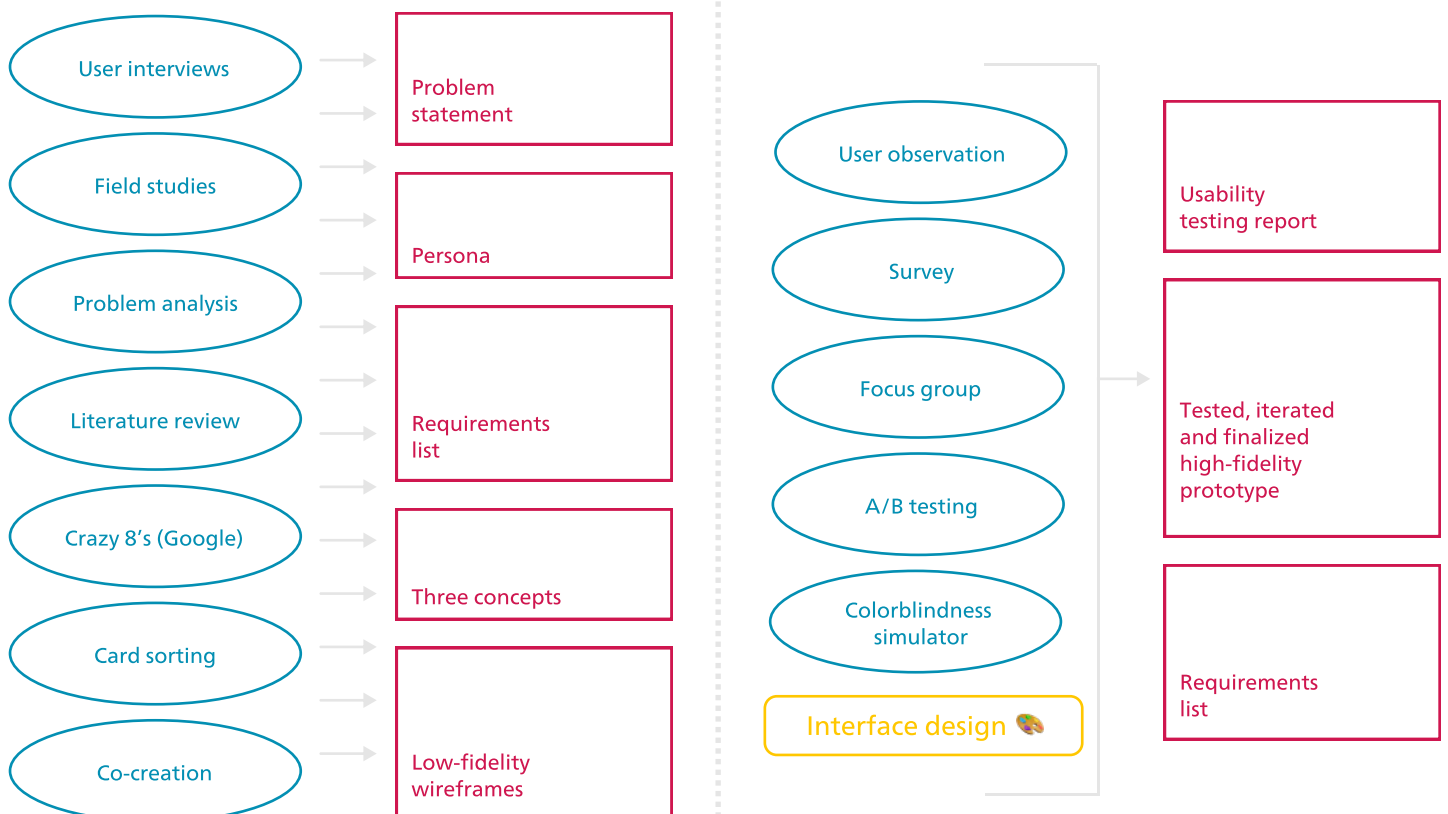 User interviews
Field studies
Problem analysis
Literature review
Crazy 8’s (Google)
Card sorting
Co-creation
Problem
statement
Persona
Requirements
list
Three concepts
Low-fidelity
wireframes
User observation
Survey
Focus group
A/B testing
Colorblindness
simulator
Interface design
Usability
testing report
Tested, iterated
and finalized
high-fidelity
prototype
Requirements
list